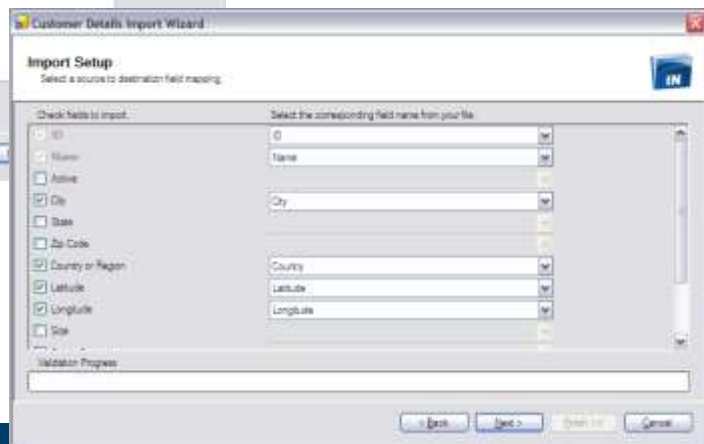 Customer Details Import Wizard
Import Setup
Select a source to destination field mapping.
IN
Check fields to import.
Select the corresponding field name from your file.
ID
ID
Name
Name
Active
City
City
State
Zip Code
Country or Region
Country
Latitude
Latitude
Longitude
Longitude
Size
Validation Progress
< Back
Next >
Cancel